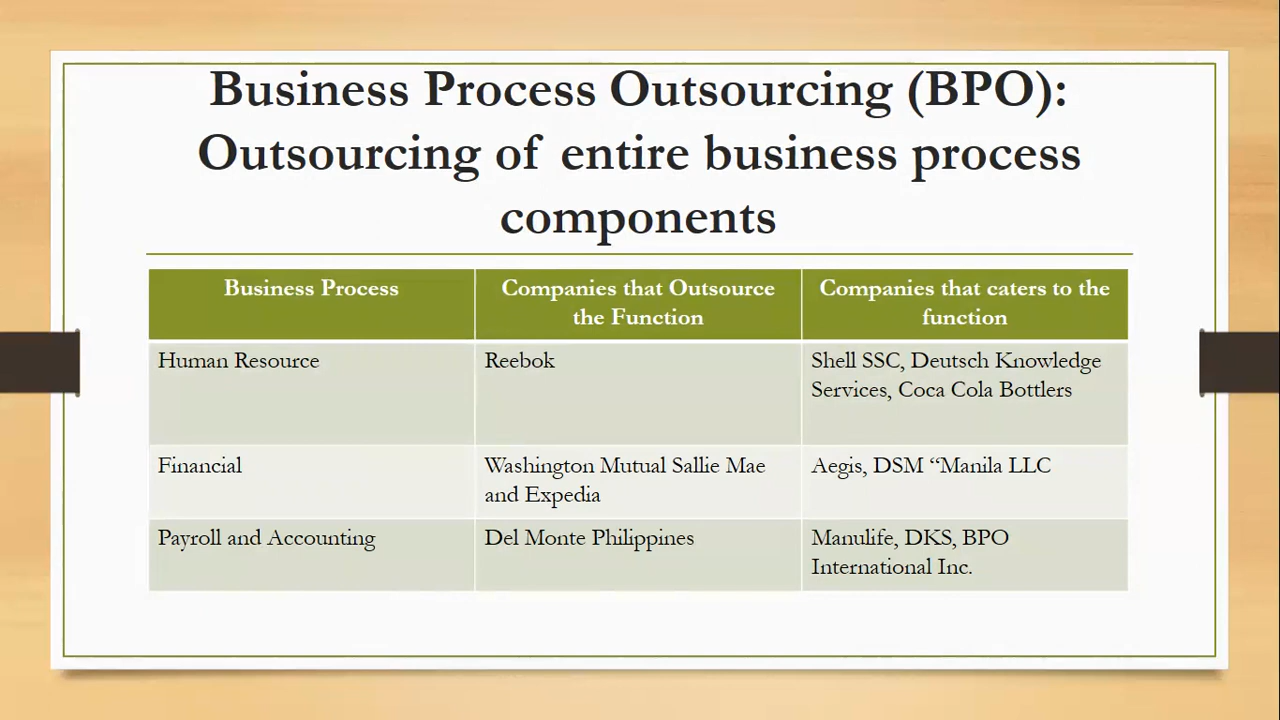 Business Process Outsourcing (BPO):
Outsourcing of entire business process
components
Business Process
Companies that Outsource
the Function
Companies that caters to the
function
Human Resource
Reebok
Shell SSC, Deutsch Knowledge
Services, Coca Cola Bottlers
Financial
Washington Mutual Sallie Mae
and Expedia
Aegis, DSM “Manila LLC
Payroll and Accounting
Del Monte Philippines
Manulife, DKS, BPO
International Inc.